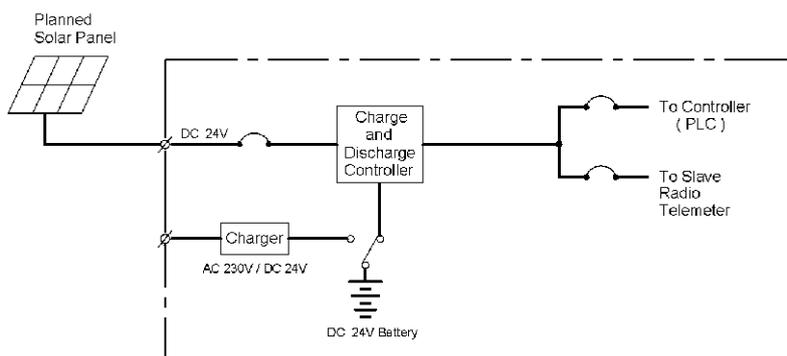 Planned
Solar Panel
DC 24V
Charge
and
Discharge
Controller
To Controller
( PLC )
To Slave
Radio
Telemeter
Charger
AC 230V / DC 24V
DC 24V Battery